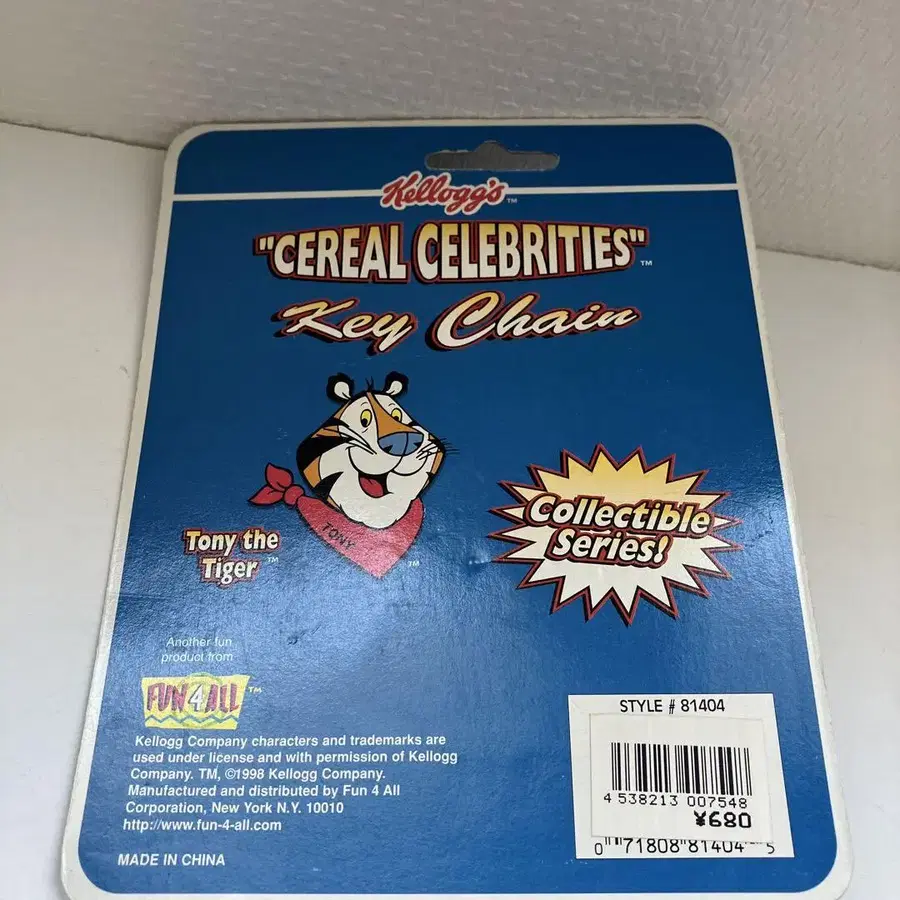 Kellogg's™
"CEREAL CELEBRITIES"™
Key Chain
TONY
™
Tony the
Tiger™
Collectible
Series!
Another fun
product from
FUN 4 ALL™
Kellogg Company characters and trademarks are
used under license and with permission of Kellogg
Company. TM, ©1998 Kellogg Company.
Manufactured and distributed by Fun 4 All
Corporation, New York N.Y. 10010
http://www.fun-4-all.com
MADE IN CHINA
STYLE # 81404
4 538213 007548
¥680
0 71808 81404 5